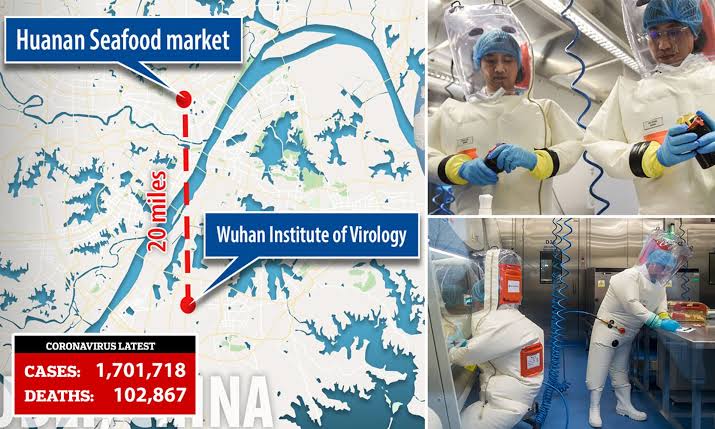 Huanan Seafood market
20 miles
Wuhan Institute of Virology
CORONAVIRUS LATEST
CASES: 1,701,718
DEATHS: 102,867